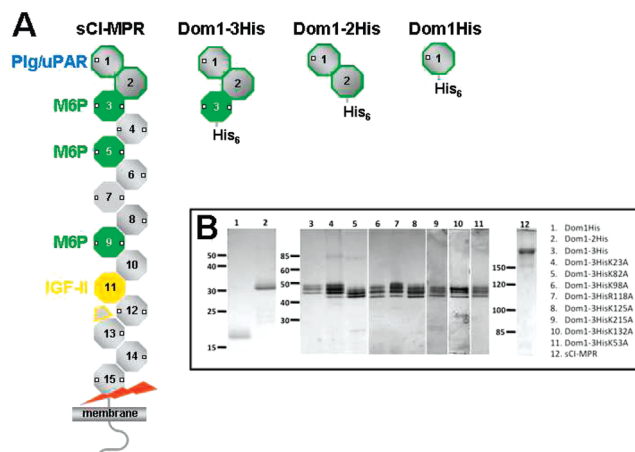 A
sCI-MPR
Dom1-3His
Dom1-2His
Dom1His
Plg/uPAR
1
2
M6P
3
4
M6P
5
6
7
8
M6P
9
10
IGF-II
11
12
13
14
15
membrane
1
2
3
His₆
1
2
His₆
1
His₆
B
1 2
50
40
30
25
15
3 4 5 6 7 8 9 10 11
85
60
50
40
30
12
150
120
100
85
1. Dom1His
2. Dom1-2His
3. Dom1-3His
4. Dom1-3HisK23A
5. Dom1-3HisK82A
6. Dom1-3HisK98A
7. Dom1-3HisR118A
8. Dom1-3HisK125A
9. Dom1-3HisK215A
10. Dom1-3HisK132A
11. Dom1-3HisK53A
12. sCI-MPR